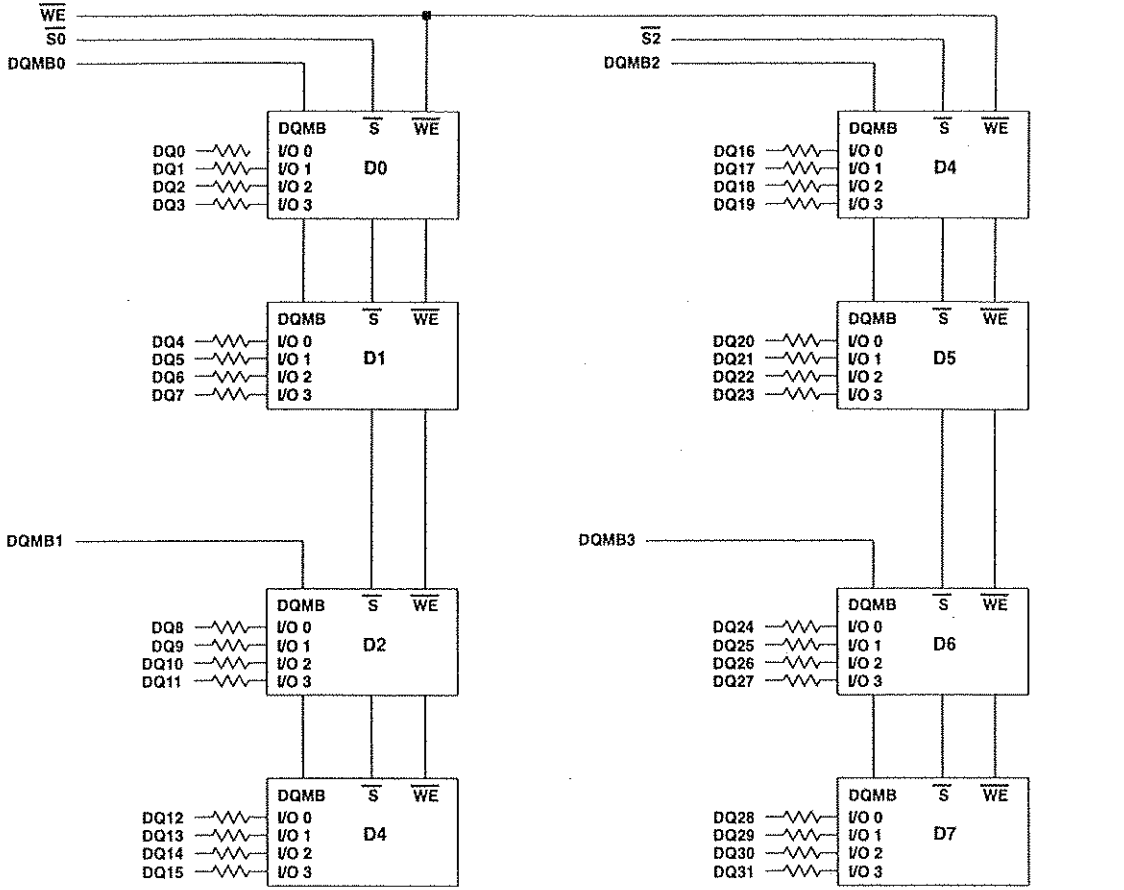 WE
S0
DQMB0
DQMB S WE
DQ0 I/O 0
DQ1 I/O 1
DQ2 I/O 2
DQ3 I/O 3
D0
DQMB S WE
DQ4 I/O 0
DQ5 I/O 1
DQ6 I/O 2
DQ7 I/O 3
D1
DQMB1
DQMB S WE
DQ8 I/O 0
DQ9 I/O 1
DQ10 I/O 2
DQ11 I/O 3
D2
DQMB S WE
DQ12 I/O 0
DQ13 I/O 1
DQ14 I/O 2
DQ15 I/O 3
D4
S2
DQMB2
DQMB S WE
DQ16 I/O 0
DQ17 I/O 1
DQ18 I/O 2
DQ19 I/O 3
D4
DQMB S WE
DQ20 I/O 0
DQ21 I/O 1
DQ22 I/O 2
DQ23 I/O 3
D5
DQMB3
DQMB S WE
DQ24 I/O 0
DQ25 I/O 1
DQ26 I/O 2
DQ27 I/O 3
D6
DQMB S WE
DQ28 I/O 0
DQ29 I/O 1
DQ30 I/O 2
DQ31 I/O 3
D7